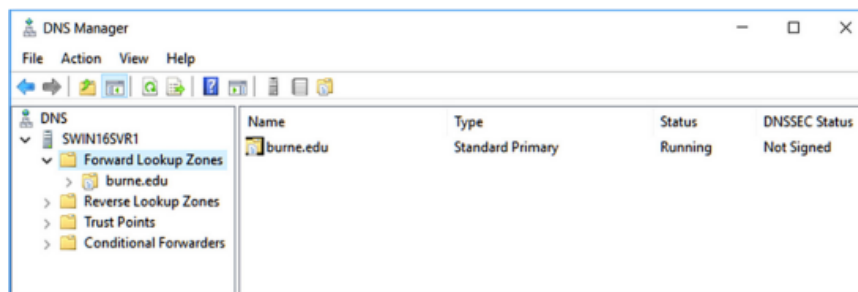 DNS Manager
File Action View Help
DNS
SWIN16SVR1
Forward Lookup Zones
burne.edu
Reverse Lookup Zones
Trust Points
Conditional Forwarders
Name Type Status DNSSEC Status
burne.edu Standard Primary Running Not Signed